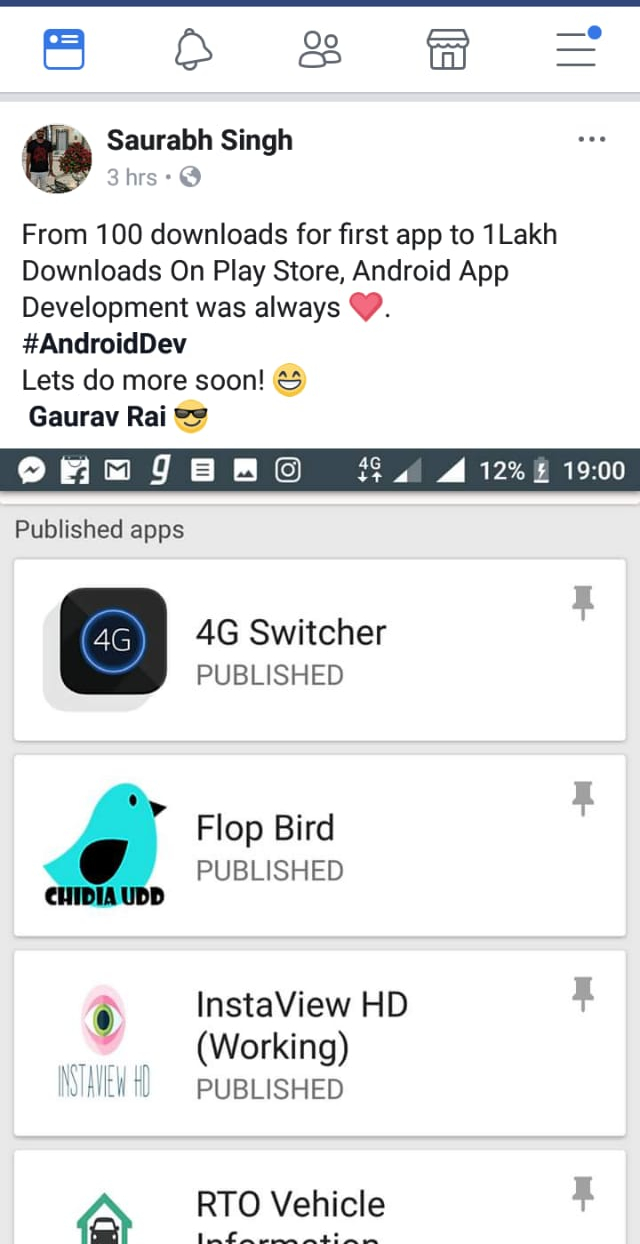 Saurabh Singh
3 hrs
From 100 downloads for first app to 1Lakh
Downloads On Play Store, Android App
Development was always ❤️.
#AndroidDev
Lets do more soon! 😁
Gaurav Rai 😎
4G 12% 19:00
Published apps
4G
4G Switcher
PUBLISHED
CHIDIA UDD
Flop Bird
PUBLISHED
INSTAVIEW HD
InstaView HD
(Working)
PUBLISHED
RTO Vehicle
Information